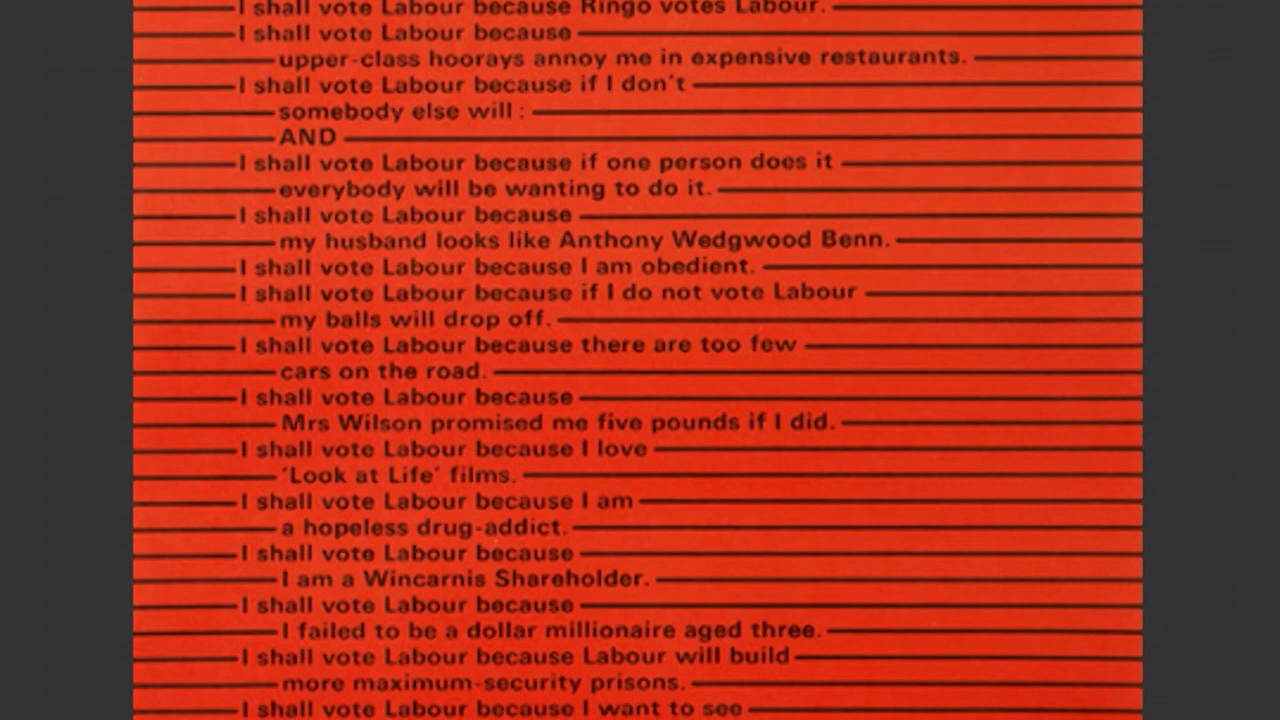 I shall vote Labour because Ringo votes Labour.
I shall vote Labour because
upper-class hoorays annoy me in expensive restaurants.
I shall vote Labour because if I don't
somebody else will :
AND
I shall vote Labour because if one person does it
everybody will be wanting to do it.
I shall vote Labour because
my husband looks like Anthony Wedgwood Benn.
I shall vote Labour because I am obedient.
I shall vote Labour because if I do not vote Labour
my balls will drop off.
I shall vote Labour because there are too few
cars on the road.
I shall vote Labour because
Mrs Wilson promised me five pounds if I did.
I shall vote Labour because I love
'Look at Life' films.
I shall vote Labour because I am
a hopeless drug-addict.
I shall vote Labour because
I am a Wincarnis Shareholder.
I shall vote Labour because
I failed to be a dollar millionaire aged three.
I shall vote Labour because Labour will build
more maximum-security prisons.
I shall vote Labour because I want to see